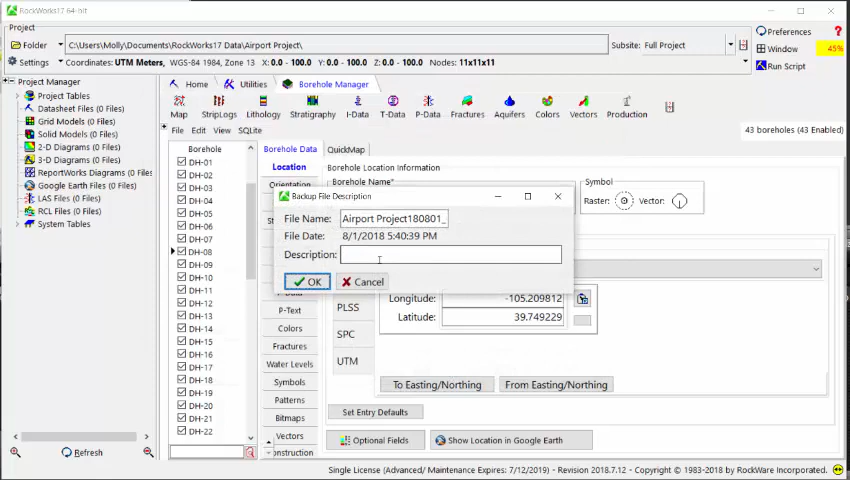 RockWorks17 64-bit
Project
Folder C:\Users\Molly\Documents\RockWorks17 Data\Airport Project\ Subsite: Full Project
Settings Coordinates: UTM Meters, WGS-84 1984, Zone 13 X: 0.0 - 100.0 Y: 0.0 - 100.0 Z: 0.0 - 100.0 Nodes: 11x11x11
Preferences ?
Window 45%
Run Script
Project Manager
Project Tables
Datasheet Files (0 Files)
Grid Models (0 Files)
Solid Models (0 Files)
2-D Diagrams (0 Files)
3-D Diagrams (0 Files)
ReportWorks Diagrams (0 Files)
Google Earth Files (0 Files)
LAS Files (0 Files)
RCL Files (0 Files)
System Tables
Refresh
Home Utilities Borehole Manager
Map StripLogs Lithology Stratigraphy I-Data T-Data P-Data Fractures Aquifers Colors Vectors Production
File Edit View SQLite
43 boreholes (43 Enabled)
Borehole
DH-01
DH-02
DH-03
DH-04
DH-05
DH-06
DH-07
DH-08
DH-09
DH-10
DH-11
DH-12
DH-13
DH-14
DH-15
DH-16
DH-17
DH-18
DH-19
DH-20
DH-21
DH-22
Borehole Data QuickMap
Location
Orientation
P-Text
Colors
Fractures
Water Levels
Symbols
Patterns
Bitmaps
Vectors
onstruction
Borehole Location Information
Borehole Name*
Symbol
Raster: Vector:
Backup File Description
File Name: Airport Project180801_
File Date: 8/1/2018 5:40:39 PM
Description:
OK Cancel
PLSS
SPC
UTM
Longitude: -105.209812
Latitude: 39.749229
To Easting/Northing From Easting/Northing
Set Entry Defaults
Optional Fields Show Location in Google Earth
Single License (Advanced/ Maintenance Expires: 7/12/2019) - Revision 2018.7.12 - Copyright © 1983-2018 by RockWare Incorporated.